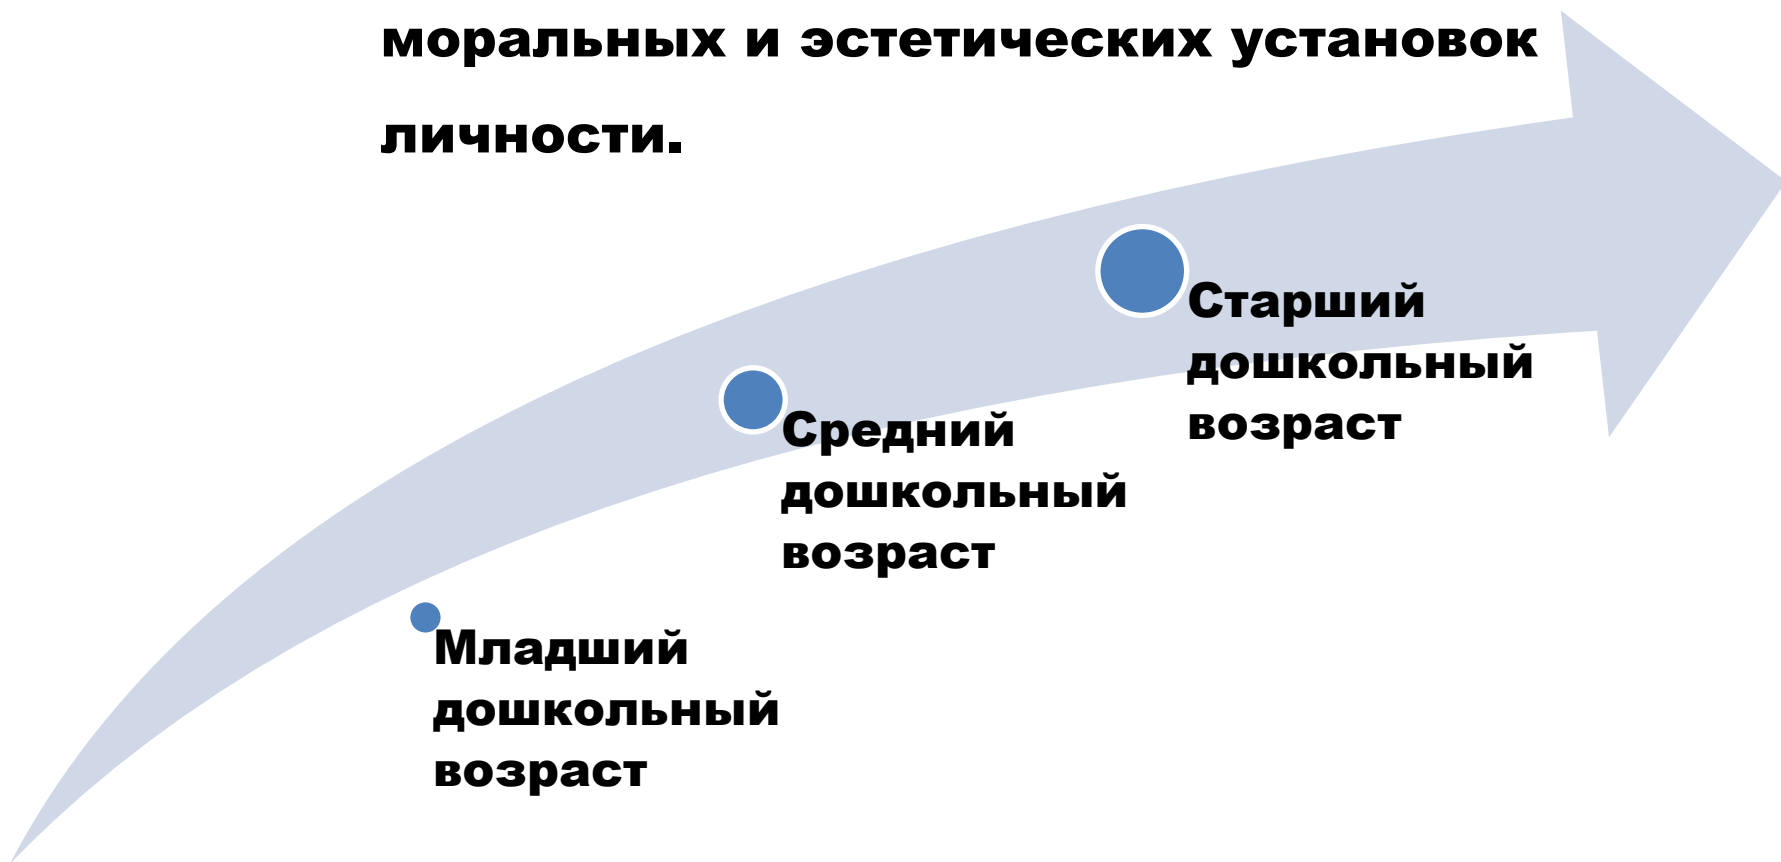 моральных и эстетических установок
личности.
Старший
дошкольный
возраст
Средний
дошкольный
возраст
Младший
дошкольный
возраст